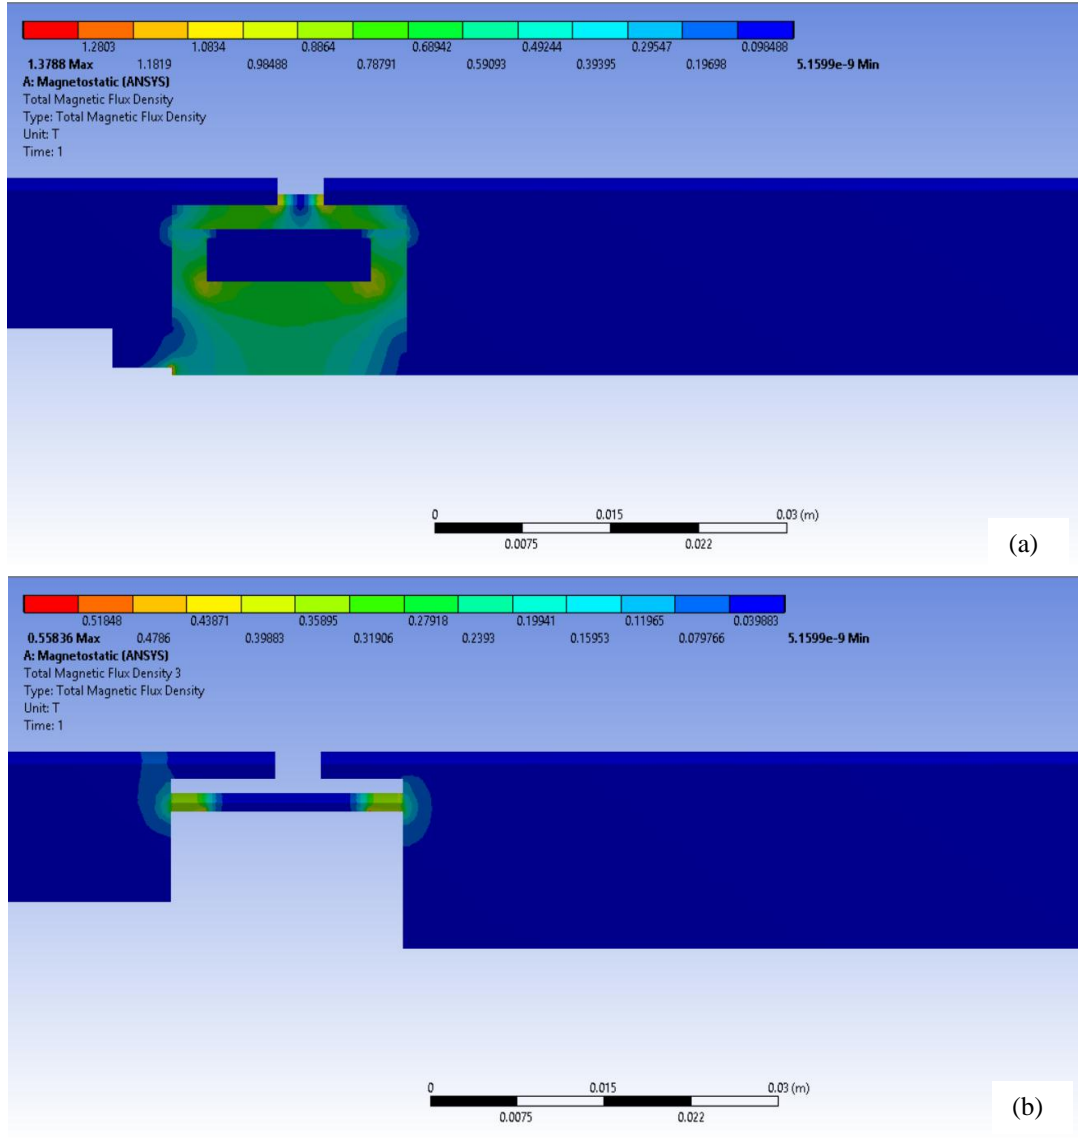 1.2803 1.0834 0.8864 0.68942 0.49244 0.29547 0.098488
1.3788 Max 1.1819 0.98488 0.78791 0.59093 0.39395 0.19698 5.1599e-9 Min
A: Magnetostatic (ANSYS)
Total Magnetic Flux Density
Type: Total Magnetic Flux Density
Unit: T
Time: 1
0 0.015 0.03 (m)
0.0075 0.022
(a)
0.51848 0.43871 0.35895 0.27918 0.19941 0.11965 0.039883
0.55836 Max 0.4786 0.39883 0.31906 0.2393 0.15953 0.079766 5.1599e-9 Min
A: Magnetostatic (ANSYS)
Total Magnetic Flux Density 3
Type: Total Magnetic Flux Density
Unit: T
Time: 1
0 0.015 0.03 (m)
0.0075 0.022
(b)